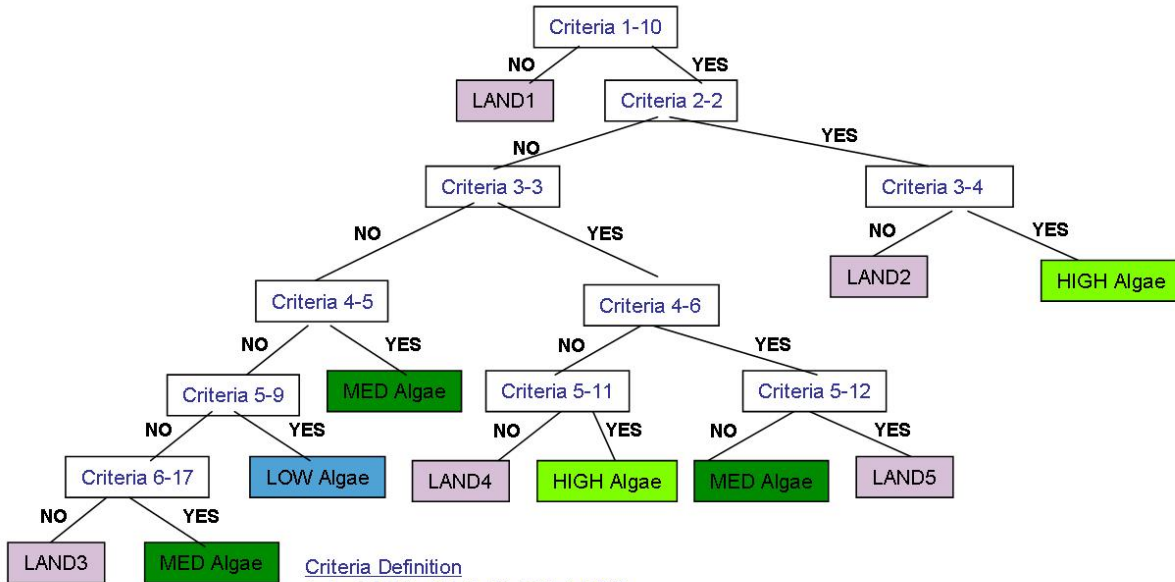 Criteria 1-10
NO YES
LAND1 Criteria 2-2
NO YES
Criteria 3-3 Criteria 3-4
NO YES NO YES
LAND2 HIGH Algae
Criteria 4-5 Criteria 4-6
NO YES NO YES
Criteria 5-9 MED Algae Criteria 5-11 Criteria 5-12
NO YES NO YES NO YES
Criteria 6-17 LOW Algae LAND4 HIGH Algae MED Algae LAND5
NO YES
LAND3 MED Algae
Criteria Definition